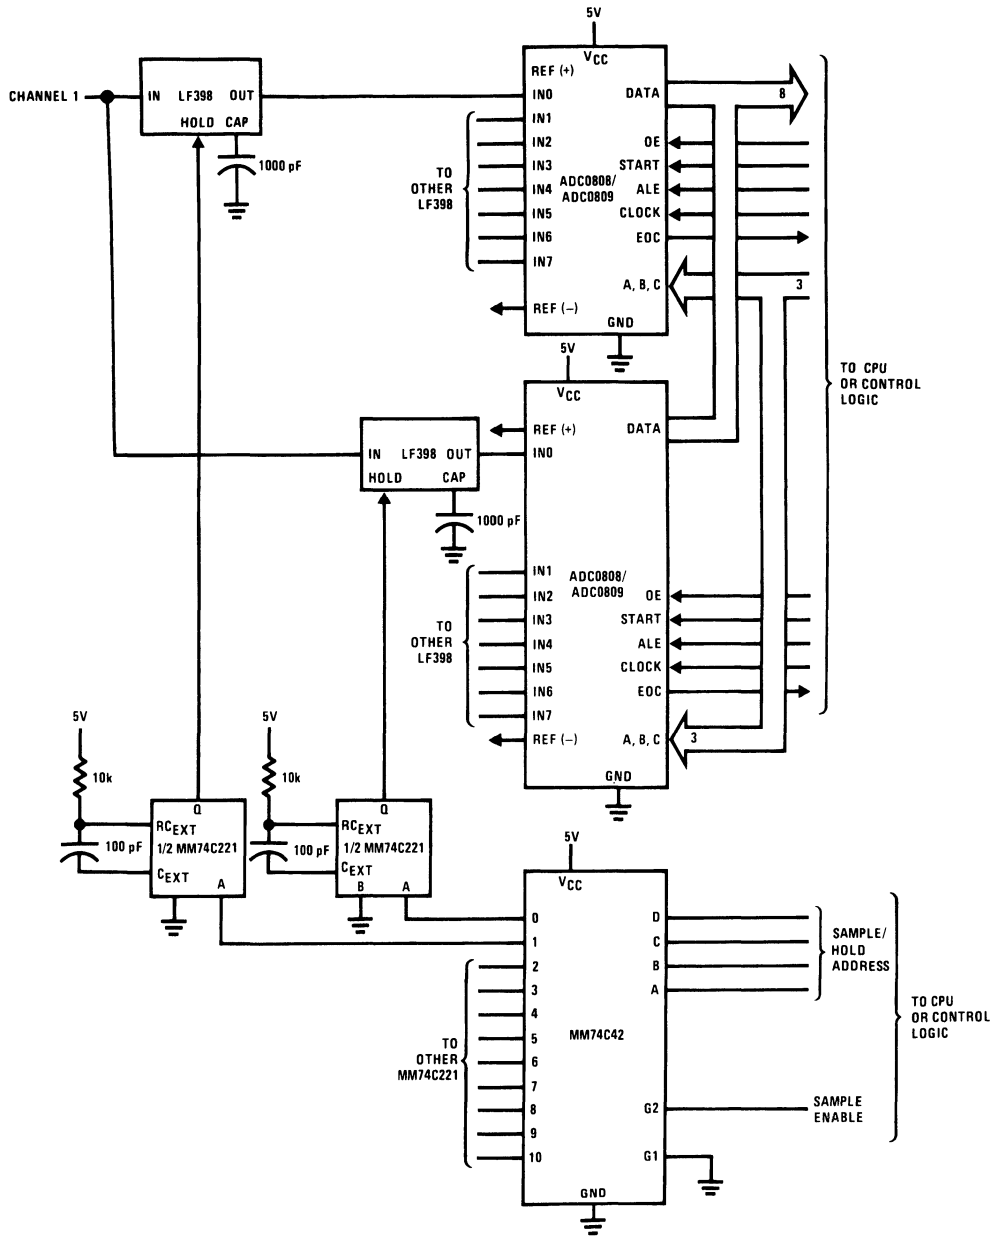 5V
VCC
REF (+)
CHANNEL 1
IN LF398 OUT
HOLD CAP
1000 pF
IN0
IN1
IN2
IN3
IN4
IN5
IN6
IN7
TO
OTHER
LF398
ADC0808/
ADC0809
REF (–)
GND
DATA
8
OE
START
ALE
CLOCK
EOC
A, B, C
3
TO CPU
OR CONTROL
LOGIC
5V
VCC
REF (+)
IN0
DATA
IN LF398 OUT
HOLD CAP
1000 pF
IN1
IN2
IN3
IN4
IN5
IN6
IN7
TO
OTHER
LF398
ADC0808/
ADC0809
OE
START
ALE
CLOCK
EOC
REF (–)
A, B, C
3
GND
5V
10k
100 pF
Q
RCEXT
1/2 MM74C221
CEXT
A
5V
10k
100 pF
Q
RCEXT
1/2 MM74C221
CEXT
B A
5V
VCC
0
1
2
3
4
5
6
7
8
9
10
TO
OTHER
MM74C221
MM74C42
D
C
B
A
SAMPLE/
HOLD
ADDRESS
G2
SAMPLE
ENABLE
G1
GND
TO CPU
OR CONTROL
LOGIC